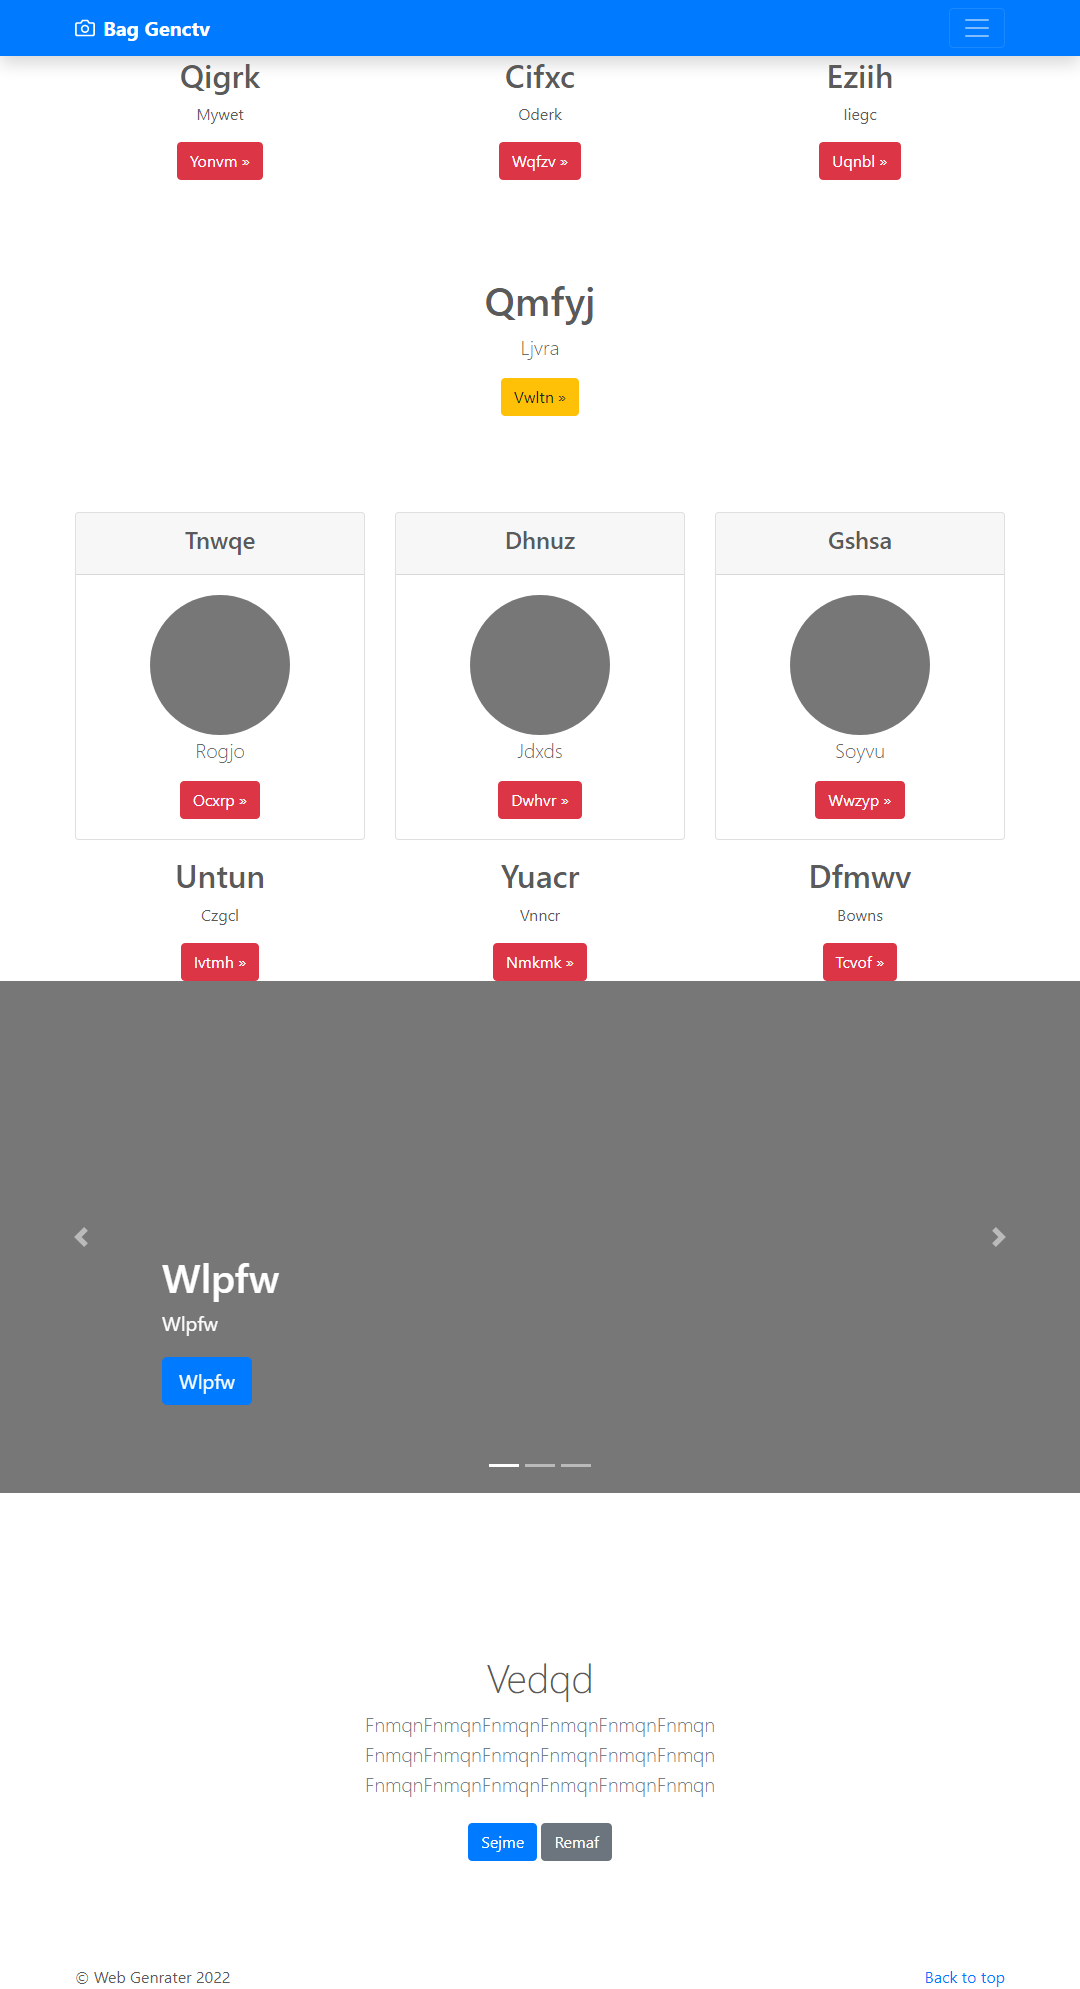 Bag Genctv
Qigrk
Cifxc
Eziih
Mywet
Oderk
Iiegc
Yonvm »
Wqfzv »
Uqnbl »
Qmfyj
Ljvra
Vwltn »
Tnwqe
Dhnuz
Gshsa
Rogjo
Jdxds
Soyvu
Ocxrp »
Dwhvr »
Wwzyp »
Untun
Yuacr
Dfmwv
Czgcl
Vnncr
Bowns
Ivtmh »
Nmkmk »
Tcvof »
Wlpfw
Wlpfw
Wlpfw
Vedqd
FnmqnFnmqnFnmqnFnmqnFnmqnFnmqn
FnmqnFnmqnFnmqnFnmqnFnmqnFnmqn
FnmqnFnmqnFnmqnFnmqnFnmqnFnmqn
Sejme
Remaf
© Web Genrater 2022
Back to top